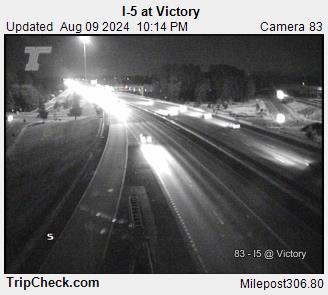 I-5 at Victory
Updated Aug 09 2024 10:14 PM Camera 83
T
S
83 - I5 @ Victory
TripCheck.com Milepost306.80